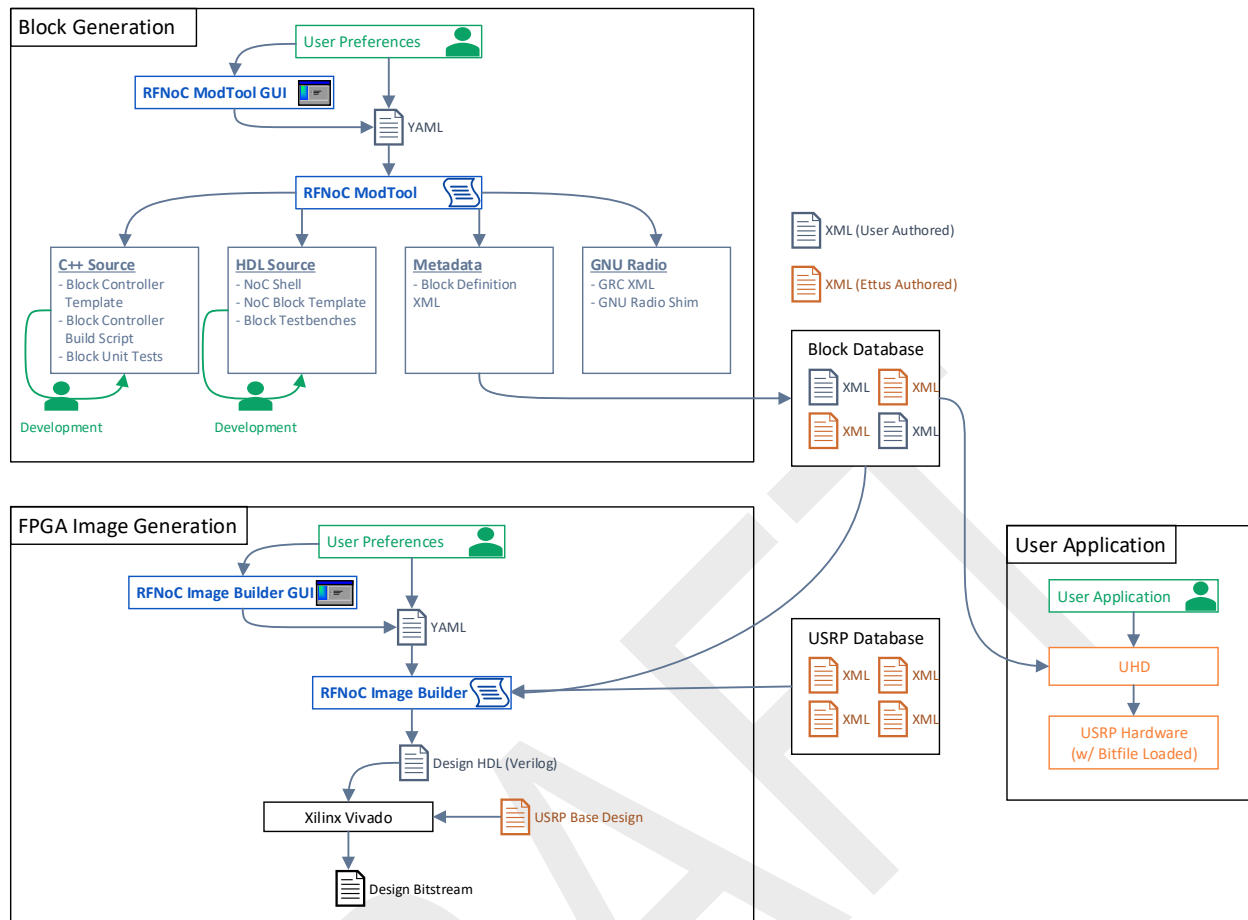 Block Generation
User Preferences
RFNoC ModTool GUI
YAML
RFNoC ModTool
C++ Source
- Block Controller
Template
- Block Controller
Build Script
- Block Unit Tests
HDL Source
- NoC Shell
- NoC Block Template
- Block Testbenches
Metadata
- Block Definition
XML
GNU Radio
- GRC XML
- GNU Radio Shim
Development
Development
XML (User Authored)
XML (Ettus Authored)
Block Database
XML
XML
XML
XML
FPGA Image Generation
User Preferences
RFNoC Image Builder GUI
YAML
RFNoC Image Builder
Design HDL (Verilog)
Xilinx Vivado
USRP Base Design
Design Bitstream
USRP Database
XML
XML
XML
XML
User Application
User Application
UHD
USRP Hardware
(w/ Bitfile Loaded)